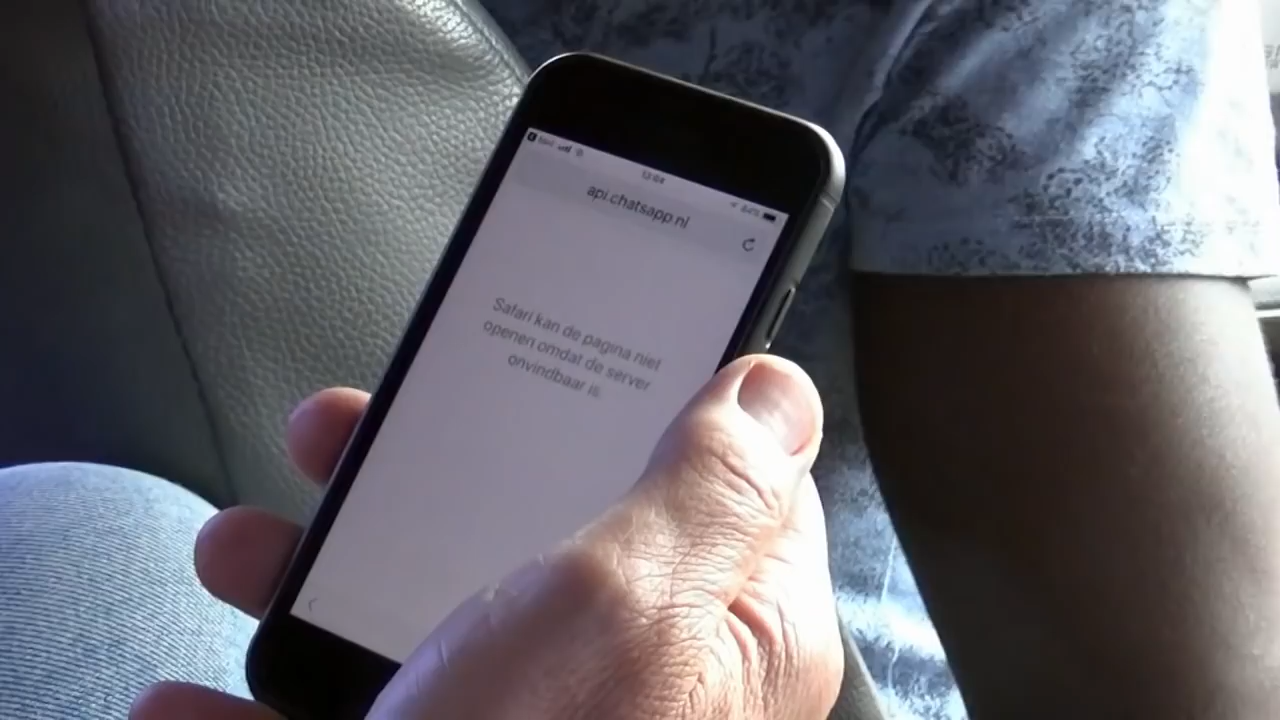 api.chatsapp.nl
Safari kan de pagina niet
openen omdat de server
onvindbaar is.